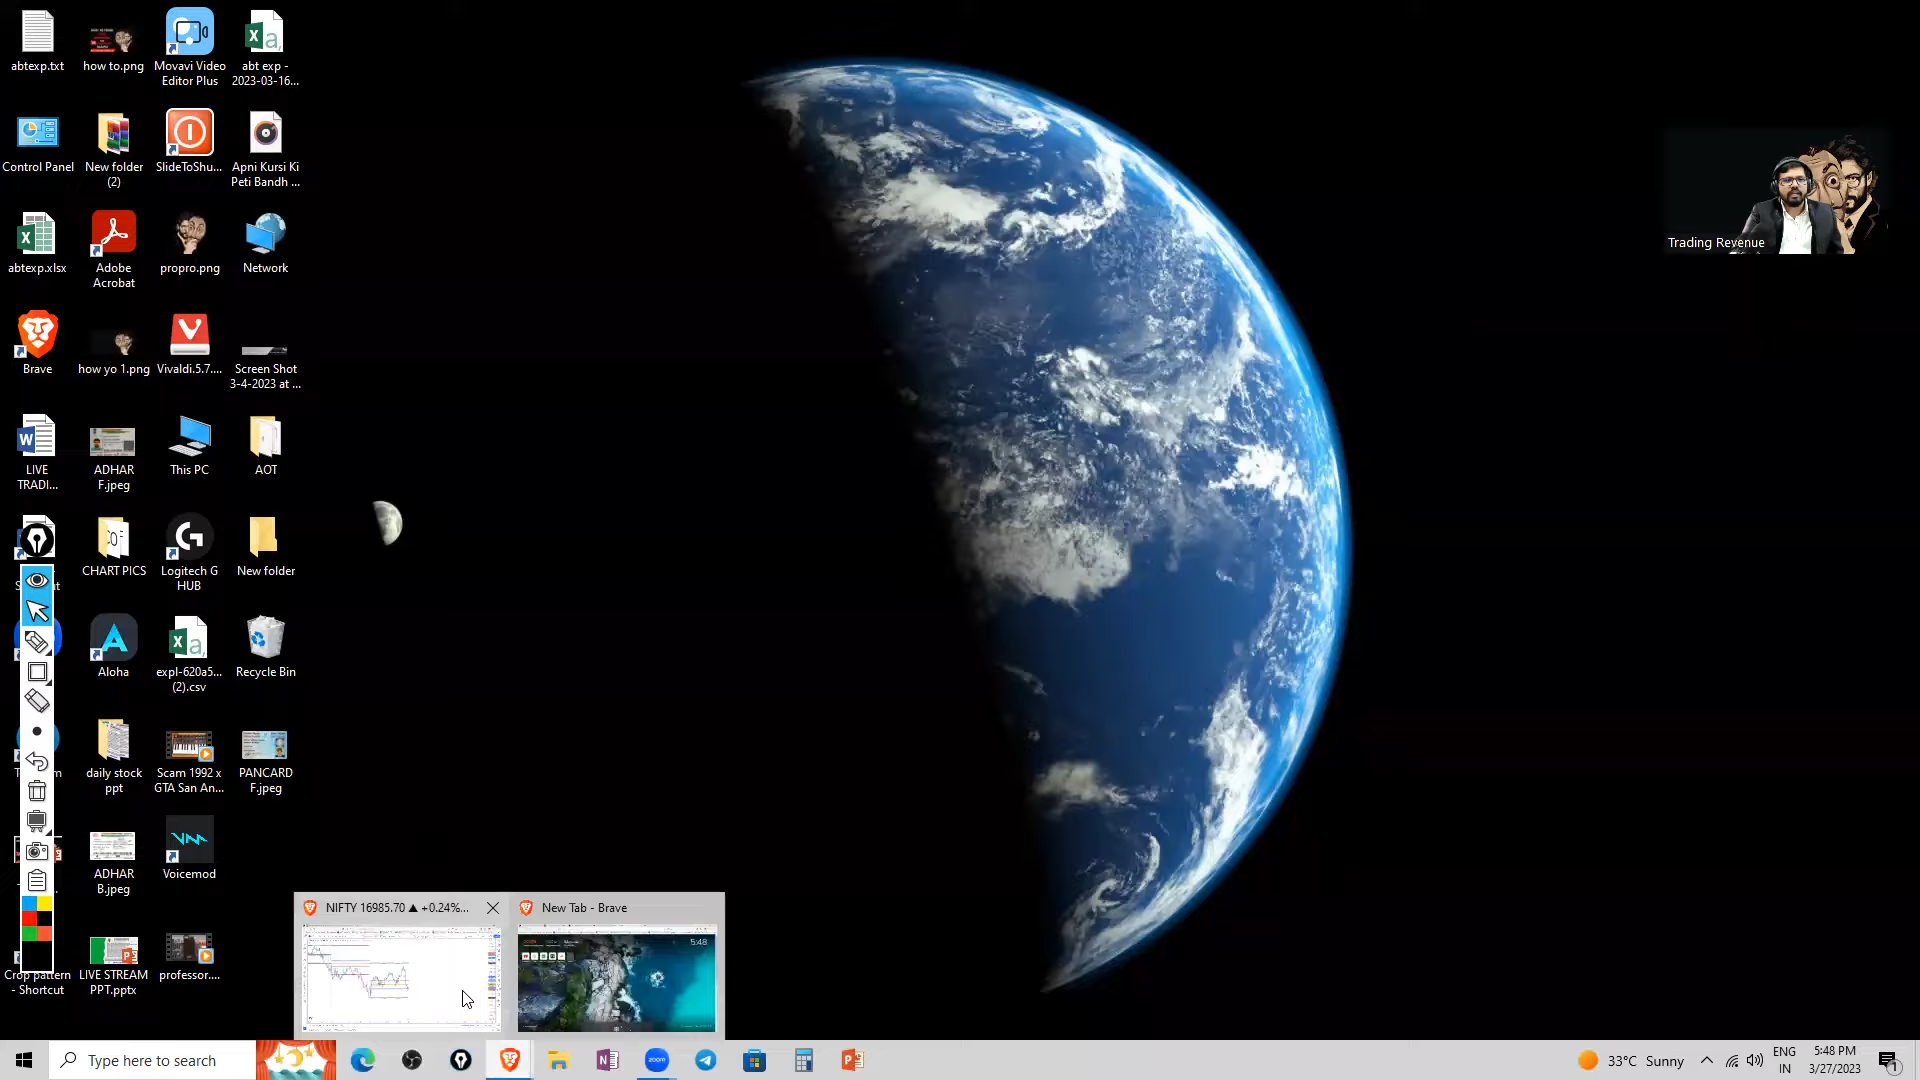 abtexp.txt
how to.png
Movavi Video
Editor Plus
abt exp -
2023-03-16...
Control Panel
New folder
(2)
SlideToShu...
Apni Kursi Ki
Peti Bandh ...
abtexp.xlsx
Adobe
Acrobat
propro.png
Network
Trading Revenue
Brave
how yo 1.png
Vivaldi.5.7....
Screen Shot
3-4-2023 at ...
LIVE
TRADI...
ADHAR
F.jpeg
This PC
AOT
CHART PICS
Logitech G
HUB
New folder
Aloha
expl-620a5...
(2).csv
Recycle Bin
daily stock
ppt
Scam 1992 x
GTA San An...
PANCARD
F.jpeg
ADHAR
B.jpeg
Voicemod
Crop pattern
- Shortcut
LIVE STREAM
PPT.pptx
professor....
NIFTY 16985.70 ▲ +0.24%...
New Tab - Brave
5:48
Type here to search
zoom
33°C Sunny
ENG
IN
5:48 PM
3/27/2023
1